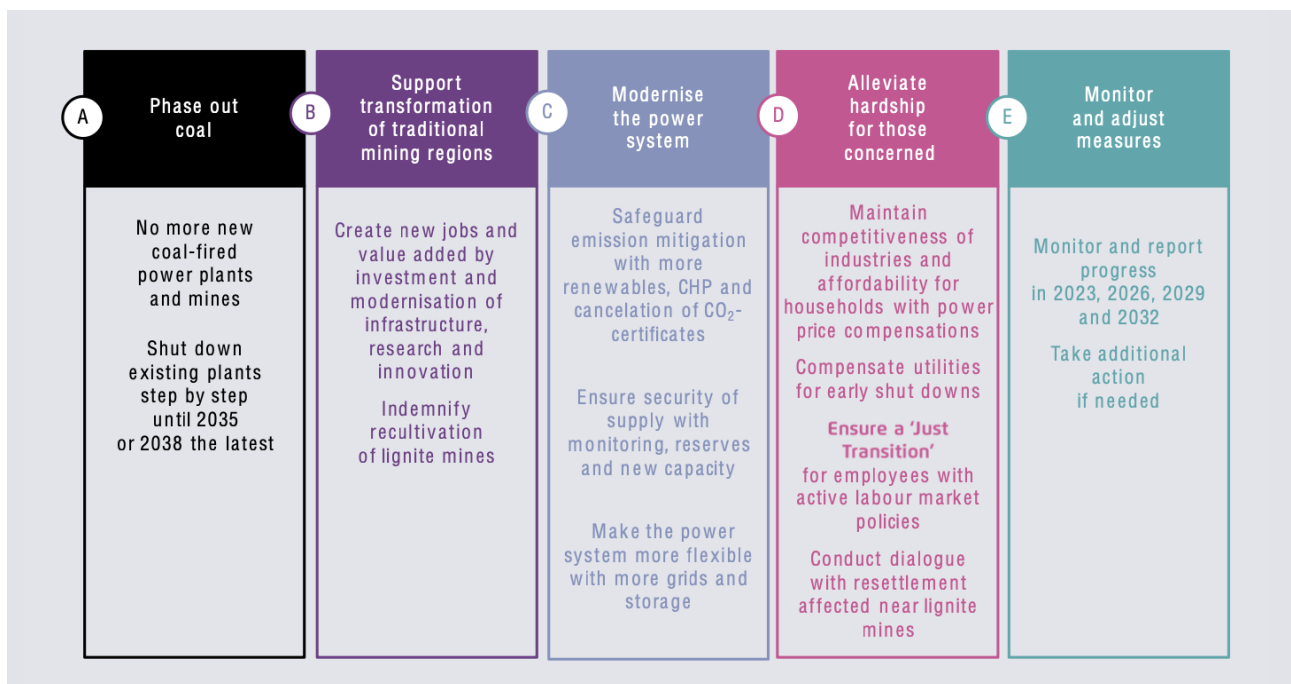 A
Phase out
coal
No more new
coal-fired
power plants
and mines
Shut down
existing plants
step by step
until 2035
or 2038 the latest
B
Support
transformation
of traditional
mining regions
Create new jobs and
value added by
investment and
modernisation of
infrastructure,
research and
innovation
Indemnify
recultivation
of lignite mines
C
Modernise
the power
system
Safeguard
emission mitigation
with more
renewables, CHP and
cancelation of CO₂-
certificates
Ensure security of
supply with
monitoring, reserves
and new capacity
Make the power
system more flexible
with more grids and
storage
D
Alleviate
hardship
for those
concerned
Maintain
competitiveness of
industries and
affordability for
households with power
price compensations
Compensate utilities
for early shut downs
Ensure a ‘Just
Transition’
for employees with
active labour market
policies
Conduct dialogue
with resettlement
affected near lignite
mines
E
Monitor
and adjust
measures
Monitor and report
progress
in 2023, 2026, 2029
and 2032
Take additional
action
if needed